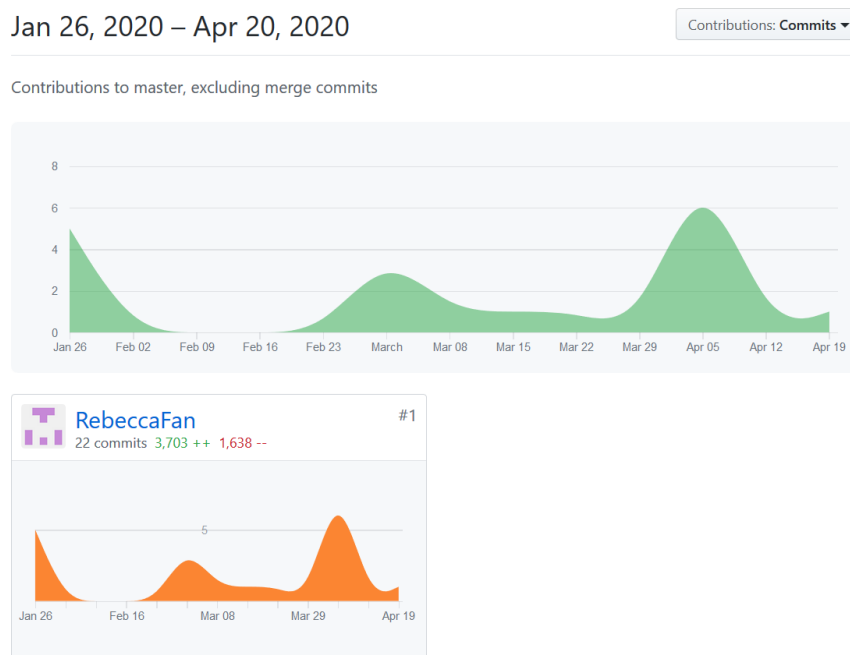 Jan 26, 2020 – Apr 20, 2020
Contributions: Commits
Contributions to master, excluding merge commits
8
6
4
2
0
Jan 26 Feb 02 Feb 09 Feb 16 Feb 23 March Mar 08 Mar 15 Mar 22 Mar 29 Apr 05 Apr 12 Apr 19
RebeccaFan
#1
22 commits 3,703 ++ 1,638 --
5
Jan 26 Feb 16 Mar 08 Mar 29 Apr 19